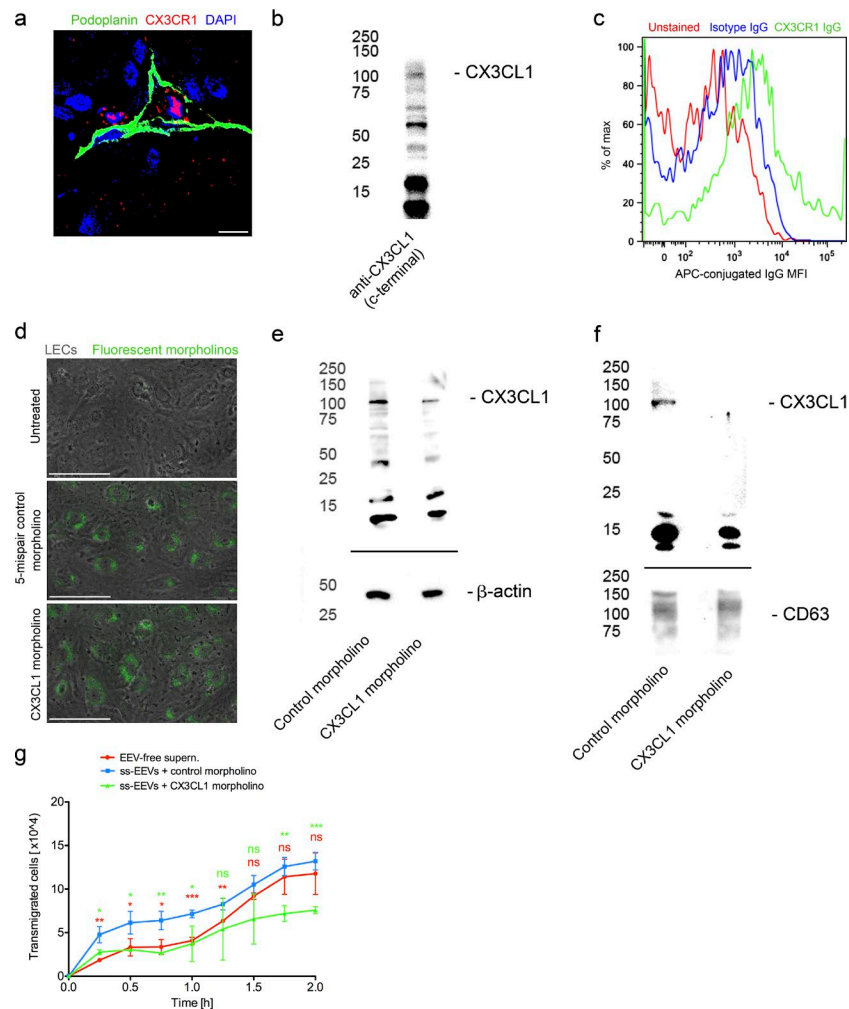 a
Podoplanin CX3CR1 DAPI
b
250
150
100
75
50
25
15
- CX3CL1
anti-CX3CL1
(c-terminal)
c
Unstained Isotype IgG CX3CR1 IgG
% of max
100
80
60
40
20
0
0 10^2 10^3 10^4 10^5
APC-conjugated IgG MFI
d
LECs Fluorescent morpholinos
Untreated
5-mispair control
morpholino
CX3CL1 morpholino
e
250
150
100
75
50
25
15
- CX3CL1
50
25
-β-actin
Control morpholino
CX3CL1 morpholino
f
250
150
100
75
50
25
15
- CX3CL1
250
150
100
75
- CD63
Control morpholino
CX3CL1 morpholino
g
EEV-free supern.
ss-EEVs + control morpholino
ss-EEVs + CX3CL1 morpholino
Transmigrated cells [ x10^4]
20
15
10
5
0
* * ** * ns ns ** ***
** * * *** ** ns ns ns
0.0 0.5 1.0 1.5 2.0
Time [h]